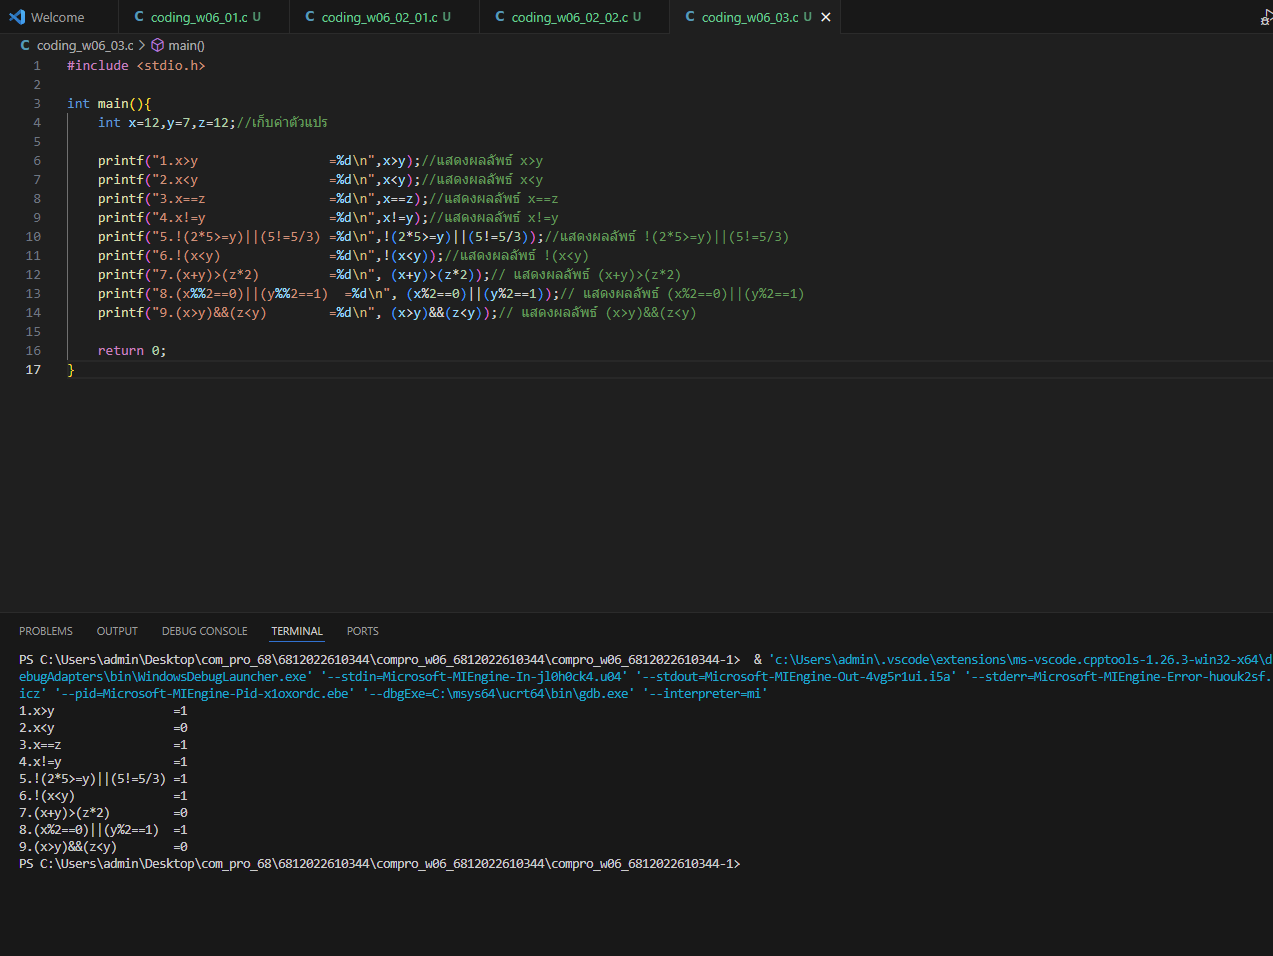 Welcome
C coding_w06_01.c U
C coding_w06_02_01.c U
C coding_w06_02_02.c U
C coding_w06_03.c U ×
C coding_w06_03.c > main()
1 #include <stdio.h>
2
3 int main(){
4     int x=12,y=7,z=12;//เก็บค่าตัวแปร
5
6     printf("1.x>y                 =%d\n",x>y);//แสดงผลลัพธ์ x>y
7     printf("2.x<y                 =%d\n",x<y);//แสดงผลลัพธ์ x<y
8     printf("3.x==z                =%d\n",x==z);//แสดงผลลัพธ์ x==z
9     printf("4.x!=y                =%d\n",x!=y);//แสดงผลลัพธ์ x!=y
10     printf("5.!(2*5>=y)||(5!=5/3) =%d\n",!(2*5>=y)||(5!=5/3));//แสดงผลลัพธ์ !(2*5>=y)||(5!=5/3)
11     printf("6.!(x<y)              =%d\n",!(x<y));//แสดงผลลัพธ์ !(x<y)
12     printf("7.(x+y)>(z*2)         =%d\n", (x+y)>(z*2));// แสดงผลลัพธ์ (x+y)>(z*2)
13     printf("8.(x%%2==0)||(y%%2==1)  =%d\n", (x%2==0)||(y%2==1));// แสดงผลลัพธ์ (x%2==0)||(y%2==1)
14     printf("9.(x>y)&&(z<y)        =%d\n", (x>y)&&(z<y));// แสดงผลลัพธ์ (x>y)&&(z<y)
15
16     return 0;
17 }
PROBLEMS OUTPUT DEBUG CONSOLE TERMINAL PORTS
PS C:\Users\admin\Desktop\com_pro_68\6812022610344\compro_w06_6812022610344\compro_w06_6812022610344-1>  & 'c:\Users\admin\.vscode\extensions\ms-vscode.cpptools-1.26.3-win32-x64\d
ebugAdapters\bin\WindowsDebugLauncher.exe' '--stdin=Microsoft-MIEngine-In-jl0h0ck4.u04' '--stdout=Microsoft-MIEngine-Out-4vg5r1ui.i5a' '--stderr=Microsoft-MIEngine-Error-huouk2sf.
icz' '--pid=Microsoft-MIEngine-Pid-x1oxordc.ebe' '--dbgExe=C:\msys64\ucrt64\bin\gdb.exe' '--interpreter=mi'
1.x>y                 =1
2.x<y                 =0
3.x==z                =1
4.x!=y                =1
5.!(2*5>=y)||(5!=5/3) =1
6.!(x<y)              =1
7.(x+y)>(z*2)         =0
8.(x%2==0)||(y%2==1)  =1
9.(x>y)&&(z<y)        =0
PS C:\Users\admin\Desktop\com_pro_68\6812022610344\compro_w06_6812022610344\compro_w06_6812022610344-1>